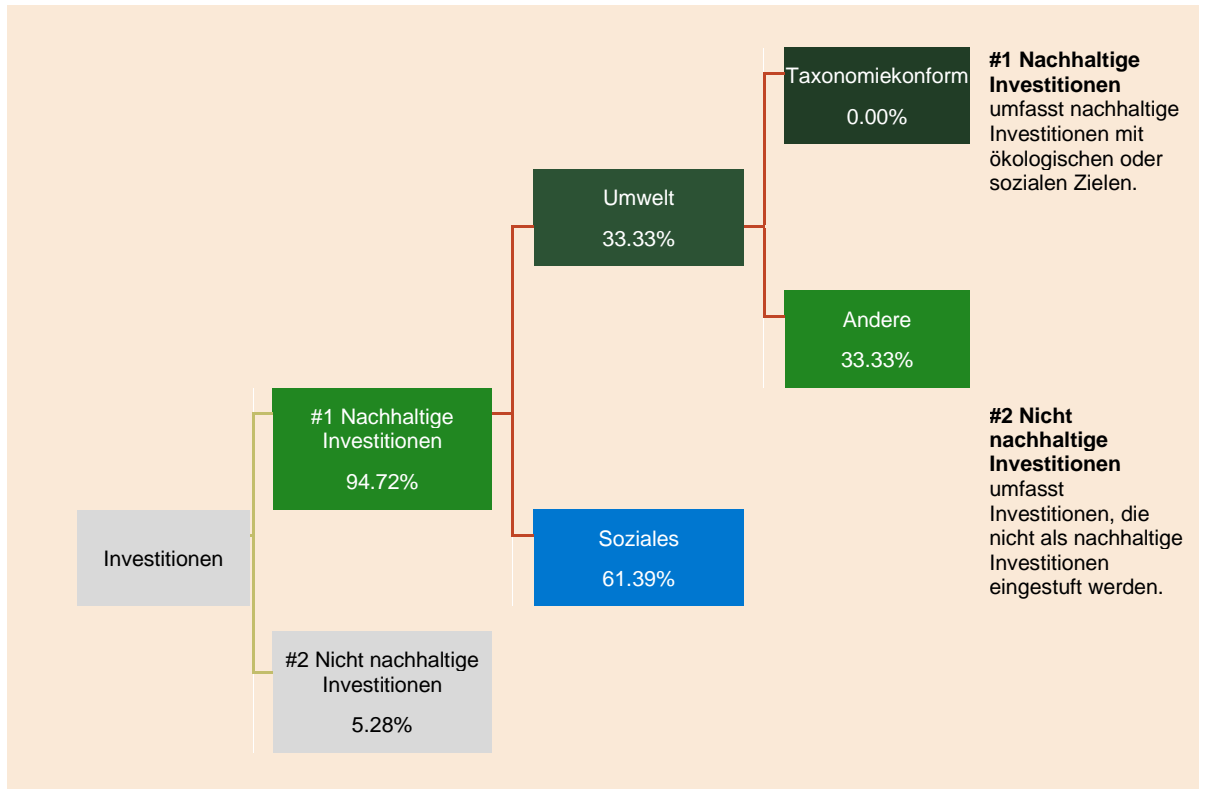 Taxonomiekonform
0.00%
Umwelt
33.33%
Andere
33.33%
#1 Nachhaltige
Investitionen
94.72%
Soziales
61.39%
Investitionen
#2 Nicht nachhaltige
Investitionen
5.28%
#1 Nachhaltige
Investitionen
umfasst nachhaltige
Investitionen mit
ökologischen oder
sozialen Zielen.
#2 Nicht
nachhaltige
Investitionen
umfasst
Investitionen, die
nicht als nachhaltige
Investitionen
eingestuft werden.